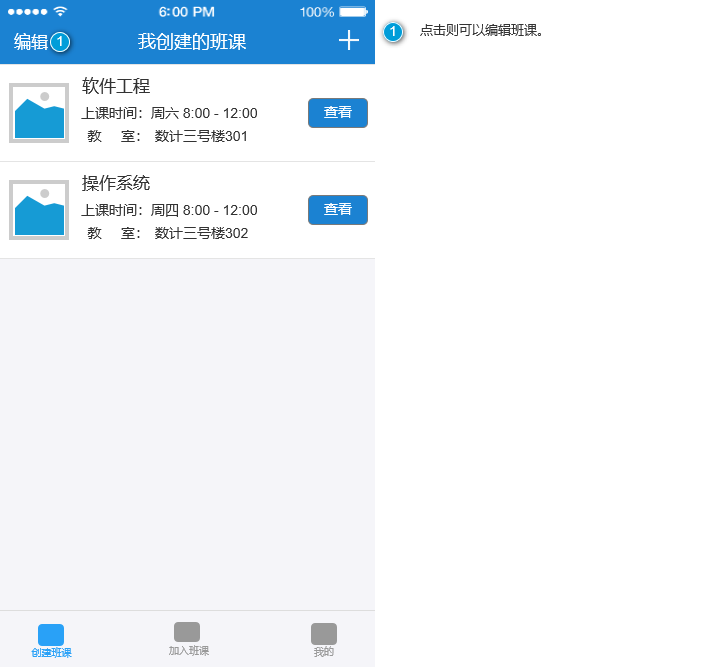 6:00 PM 100%
编辑 1 我创建的班课
1 点击则可以编辑班课。
软件工程
上课时间: 周六 8:00 - 12:00
查看
教 室: 数计三号楼301
操作系统
上课时间: 周四 8:00 - 12:00
查看
教 室: 数计三号楼302
创建班课 加入班课 我的